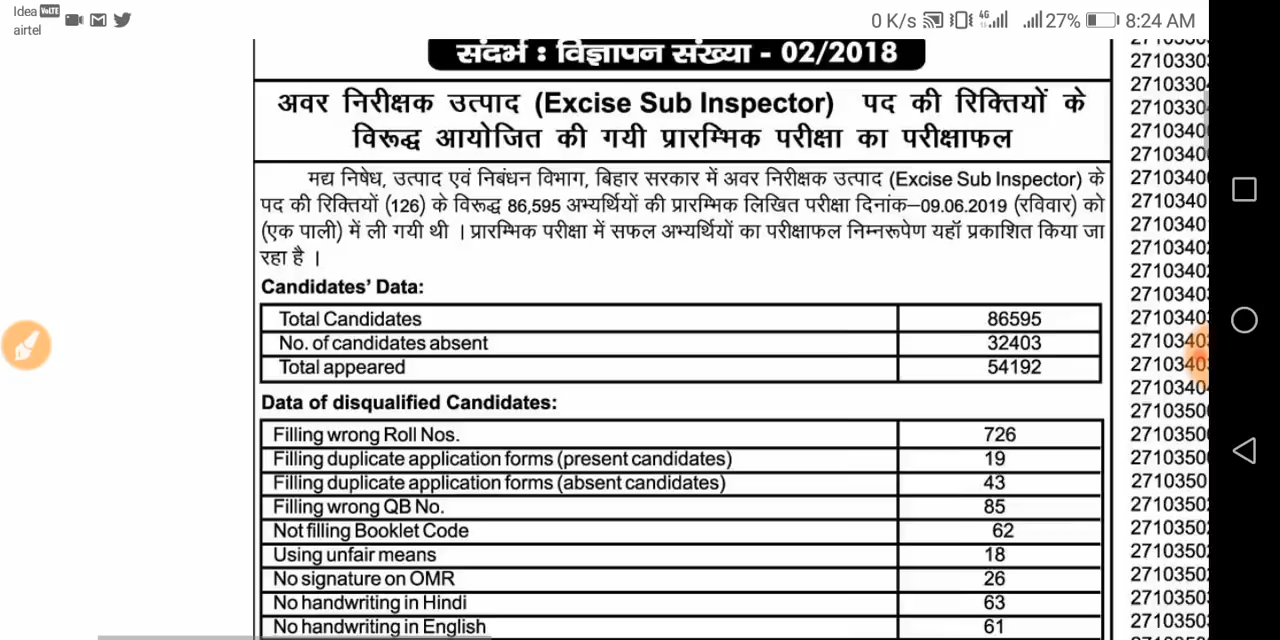 Idea VoLTE
airtel
0 K/s 4G 27% 8:24 AM
संदर्भ : विज्ञापन संख्या - 02/2018
अवर निरीक्षक उत्पाद (Excise Sub Inspector) पद की रिक्तियों के
विरूद्ध आयोजित की गयी प्रारम्भिक परीक्षा का परीक्षाफल
मद्य निषेध, उत्पाद एवं निबंधन विभाग, बिहार सरकार में अवर निरीक्षक उत्पाद (Excise Sub Inspector) के
पद की रिक्तियों (126) के विरूद्ध 86,595 अभ्यर्थियों की प्रारम्भिक लिखित परीक्षा दिनांक–09.06.2019 (रविवार) को
(एक पाली) में ली गयी थी । प्रारम्भिक परीक्षा में सफल अभ्यर्थियों का परीक्षाफल निम्नरूपेण यहाँ प्रकाशित किया जा
रहा है ।
Candidates' Data:
Total Candidates 86595
No. of candidates absent 32403
Total appeared 54192
Data of disqualified Candidates:
Filling wrong Roll Nos. 726
Filling duplicate application forms (present candidates) 19
Filling duplicate application forms (absent candidates) 43
Filling wrong QB No. 85
Not filling Booklet Code 62
Using unfair means 18
No signature on OMR 26
No handwriting in Hindi 63
No handwriting in English 61